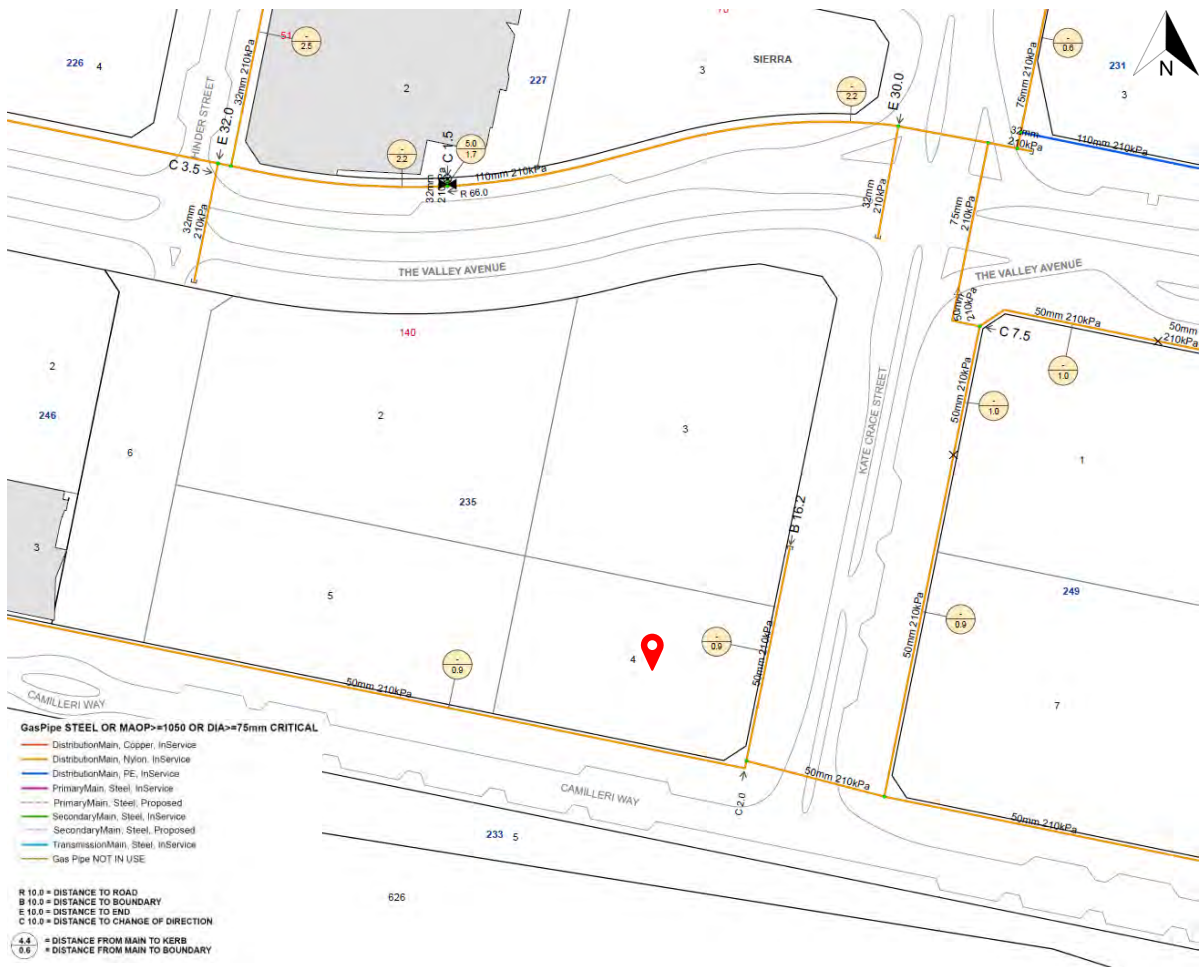 70
51
-
2.5
-
0.6
226
4
32mm 210kPa
2
227
3
SIERRA
75mm 210kPa
231
3
N
HINDER STREET
E 32.0
-
2.2
E 30.0
C 3.5
-
2.2
C 1.5
5.0
1.7
110mm 210kPa
32mm
210kPa
R 66.0
32mm
210kPa
110mm 210kPa
32mm
210kPa
32mm
210kPa
75mm
210kPa
THE VALLEY AVENUE
THE VALLEY AVENUE
50mm
210kPa
50mm 210kPa
50mm
210kPa
C 7.5
140
2
246
6
2
3
KATE CRACE STREET
50mm 210kPa
-
1.0
-
1.0
1
235
B 16.2
3
5
4
-
0.9
50mm 210kPa
-
0.9
50mm 210kPa
249
-
0.9
50mm 210kPa
7
CAMILLERI WAY
CAMILLERI WAY
C 2.0
50mm 210kPa
50mm 210kPa
233
5
626
GasPipe STEEL OR MAOP>=1050 OR DIA>=75mm CRITICAL
DistributionMain, Copper, InService
DistributionMain, Nylon, InService
DistributionMain, PE, InService
PrimaryMain, Steel, InService
PrimaryMain, Steel, Proposed
SecondaryMain, Steel, InService
SecondaryMain, Steel, Proposed
TransmissionMain, Steel, InService
Gas Pipe NOT IN USE
R 10.0 = DISTANCE TO ROAD
B 10.0 = DISTANCE TO BOUNDARY
E 10.0 = DISTANCE TO END
C 10.0 = DISTANCE TO CHANGE OF DIRECTION
4.4 = DISTANCE FROM MAIN TO KERB
0.6 = DISTANCE FROM MAIN TO BOUNDARY